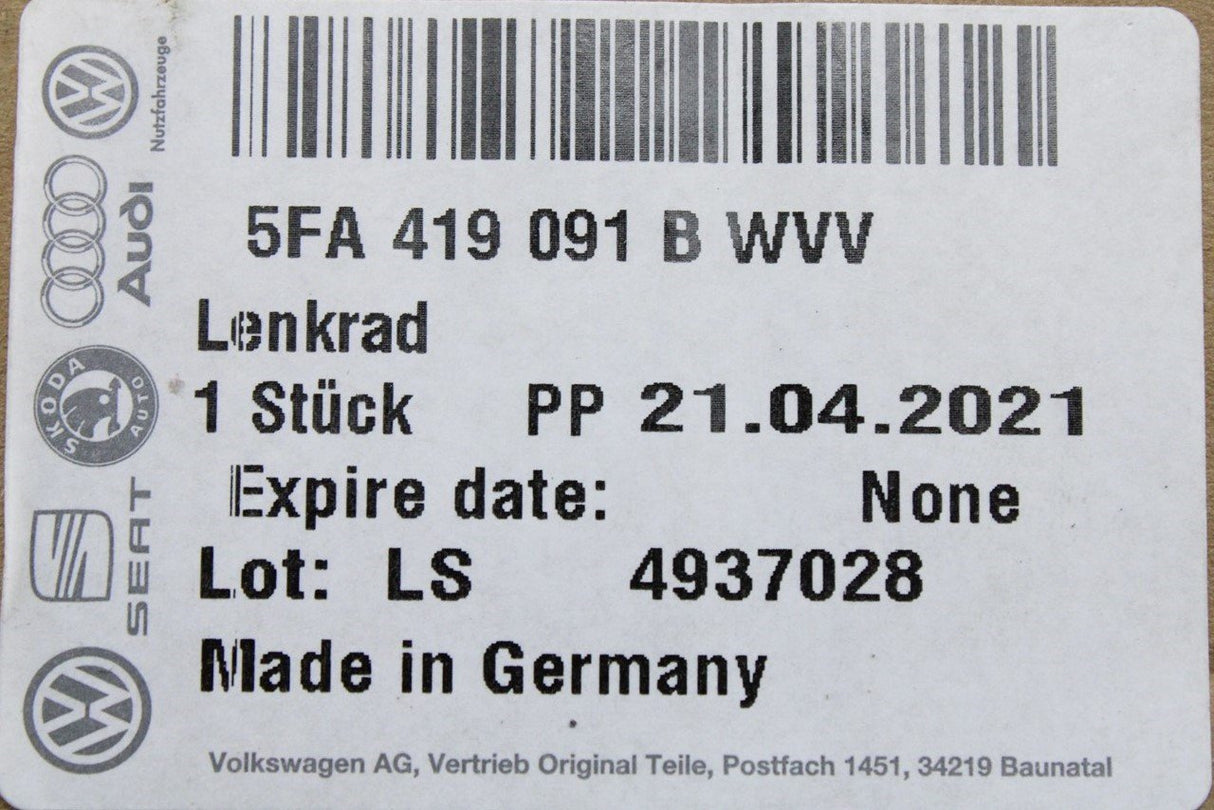 5FA 419 091 B WVV
Lenkrad
1 Stück PP 21.04.2021
Expire date: None
Lot: LS 4937028
Made in Germany
Volkswagen AG, Vertrieb Original Teile, Postfach 1451, 34219 Baunatal
Nutzfahrzeuge
Audi
SKODA
AUTO
SEAT